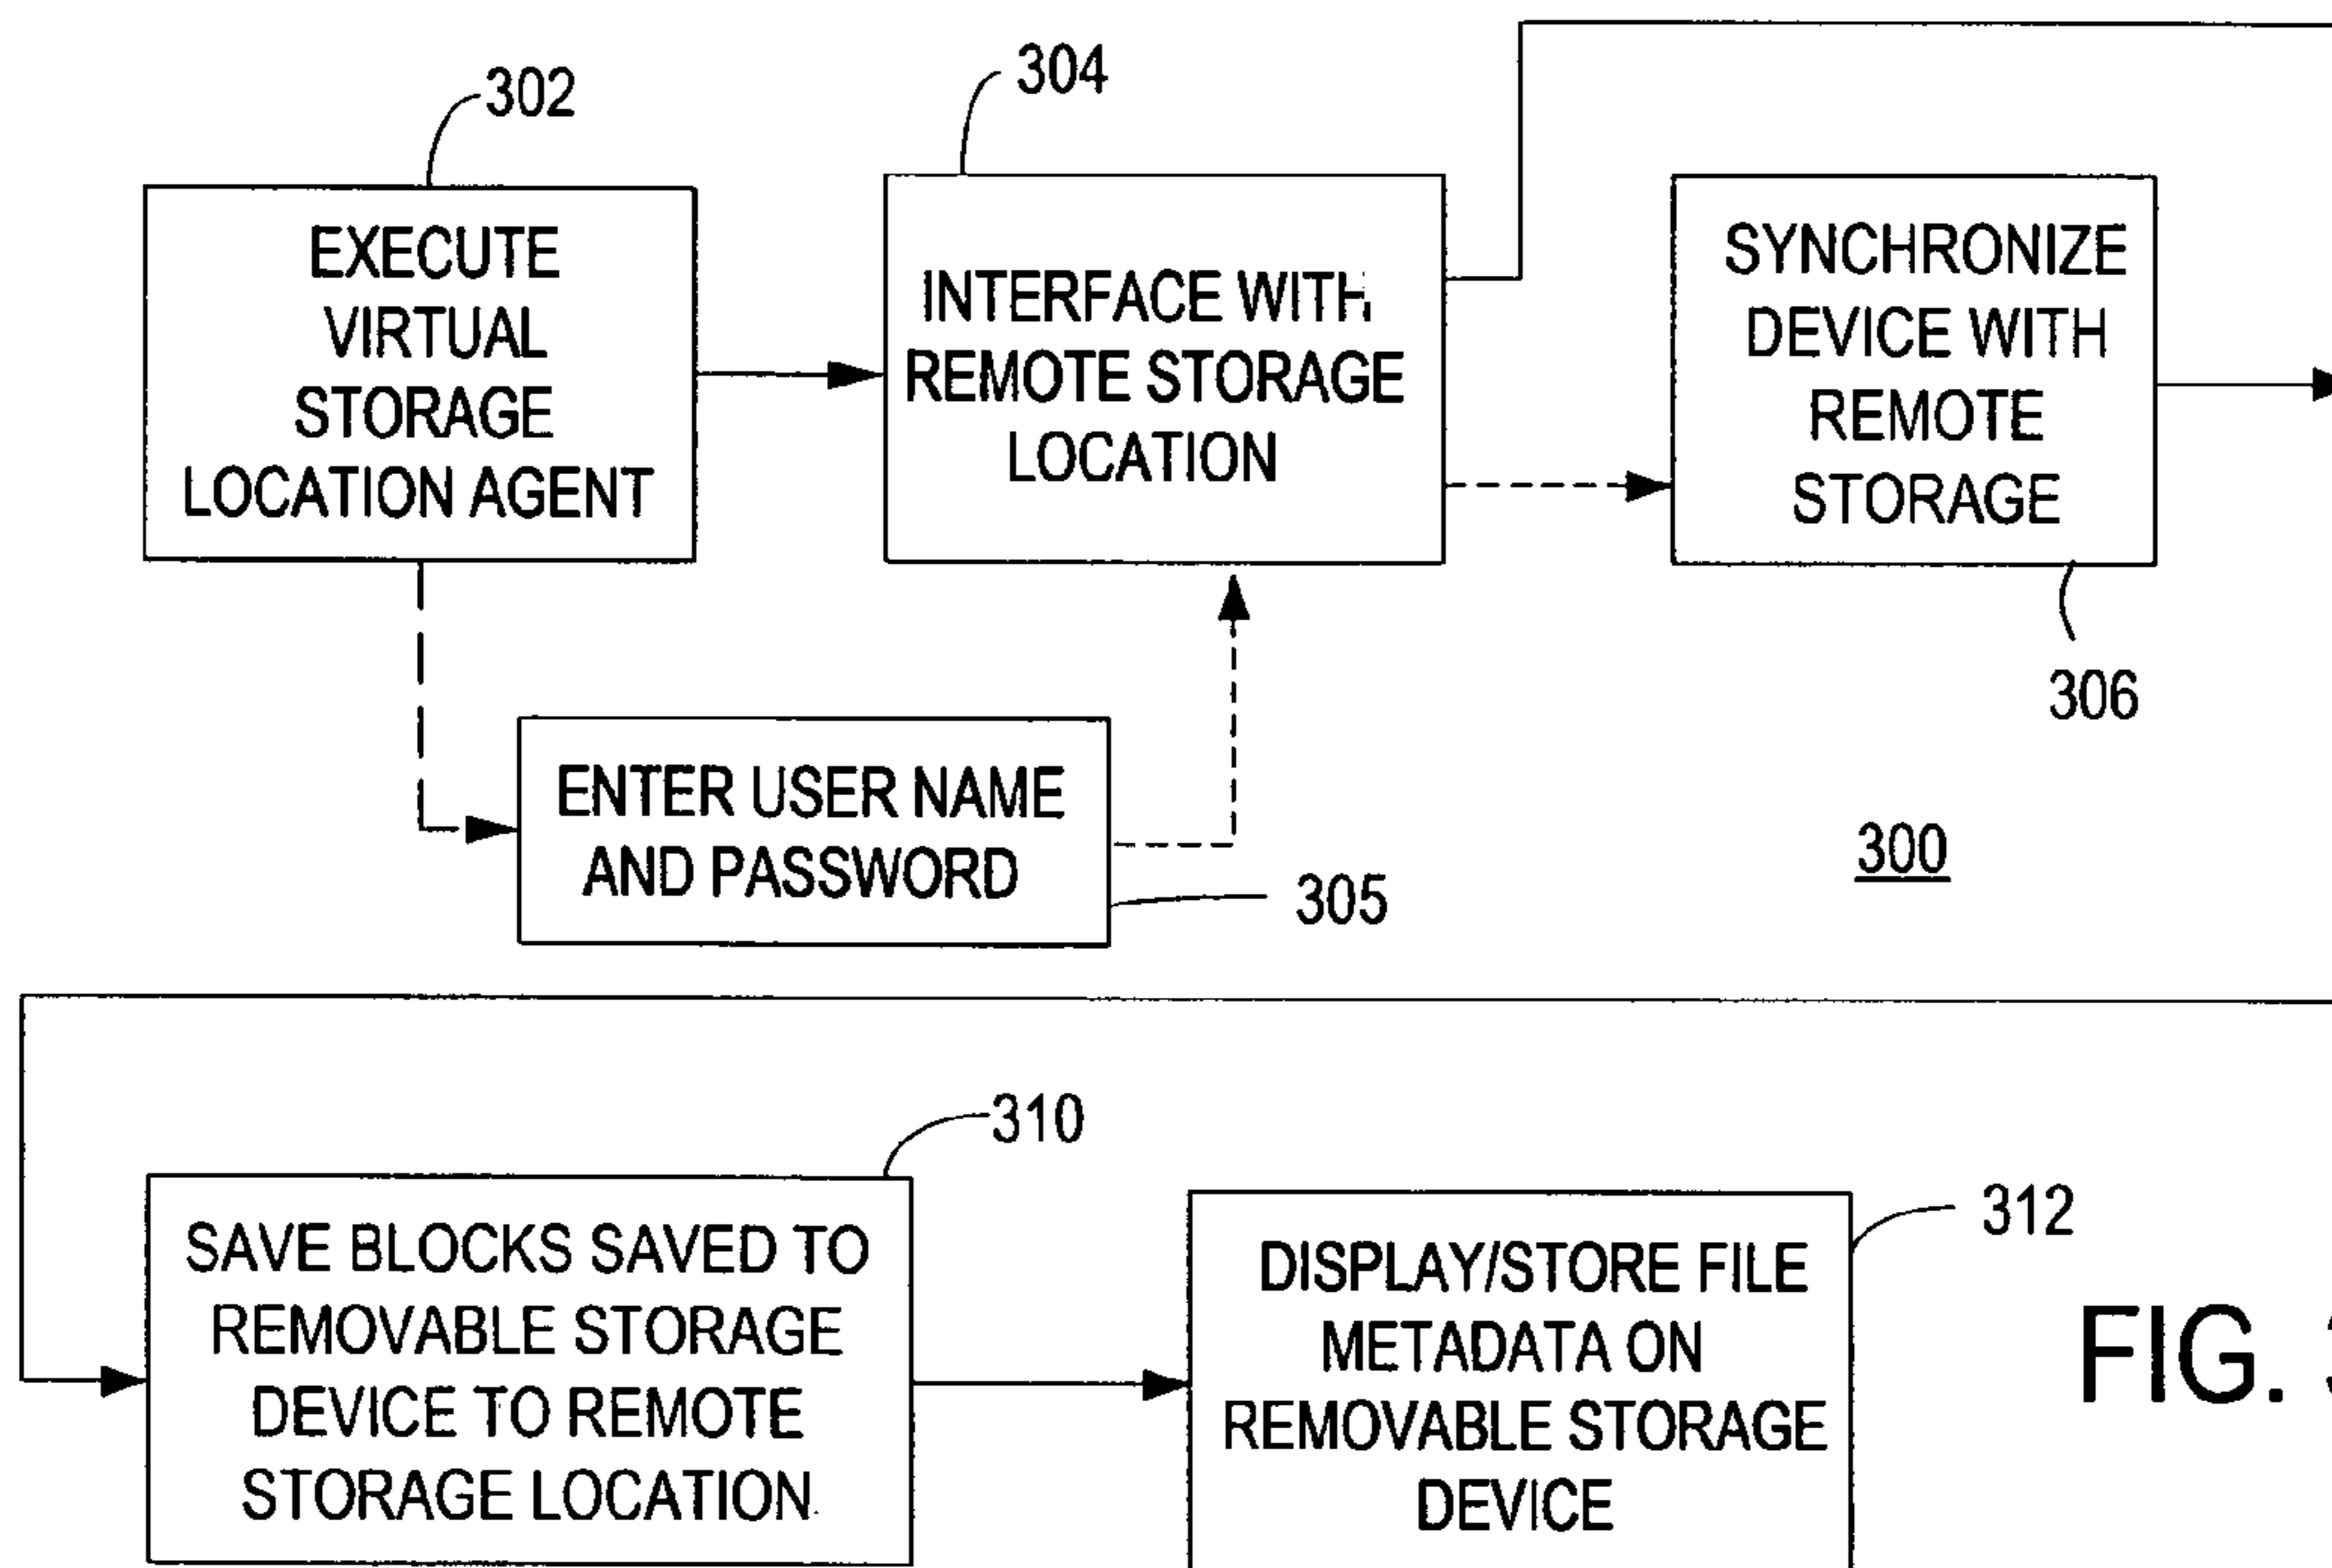 302
EXECUTE
VIRTUAL
STORAGE
LOCATION AGENT
304
INTERFACE WITH
REMOTE STORAGE
LOCATION
SYNCHRONIZE
DEVICE WITH
REMOTE
STORAGE
306
ENTER USER NAME
AND PASSWORD
305
300
310
SAVE BLOCKS SAVED TO
REMOVABLE STORAGE
DEVICE TO REMOTE
STORAGE LOCATION
DISPLAY/STORE FILE
METADATA ON
REMOVABLE STORAGE
DEVICE
312
FIG.